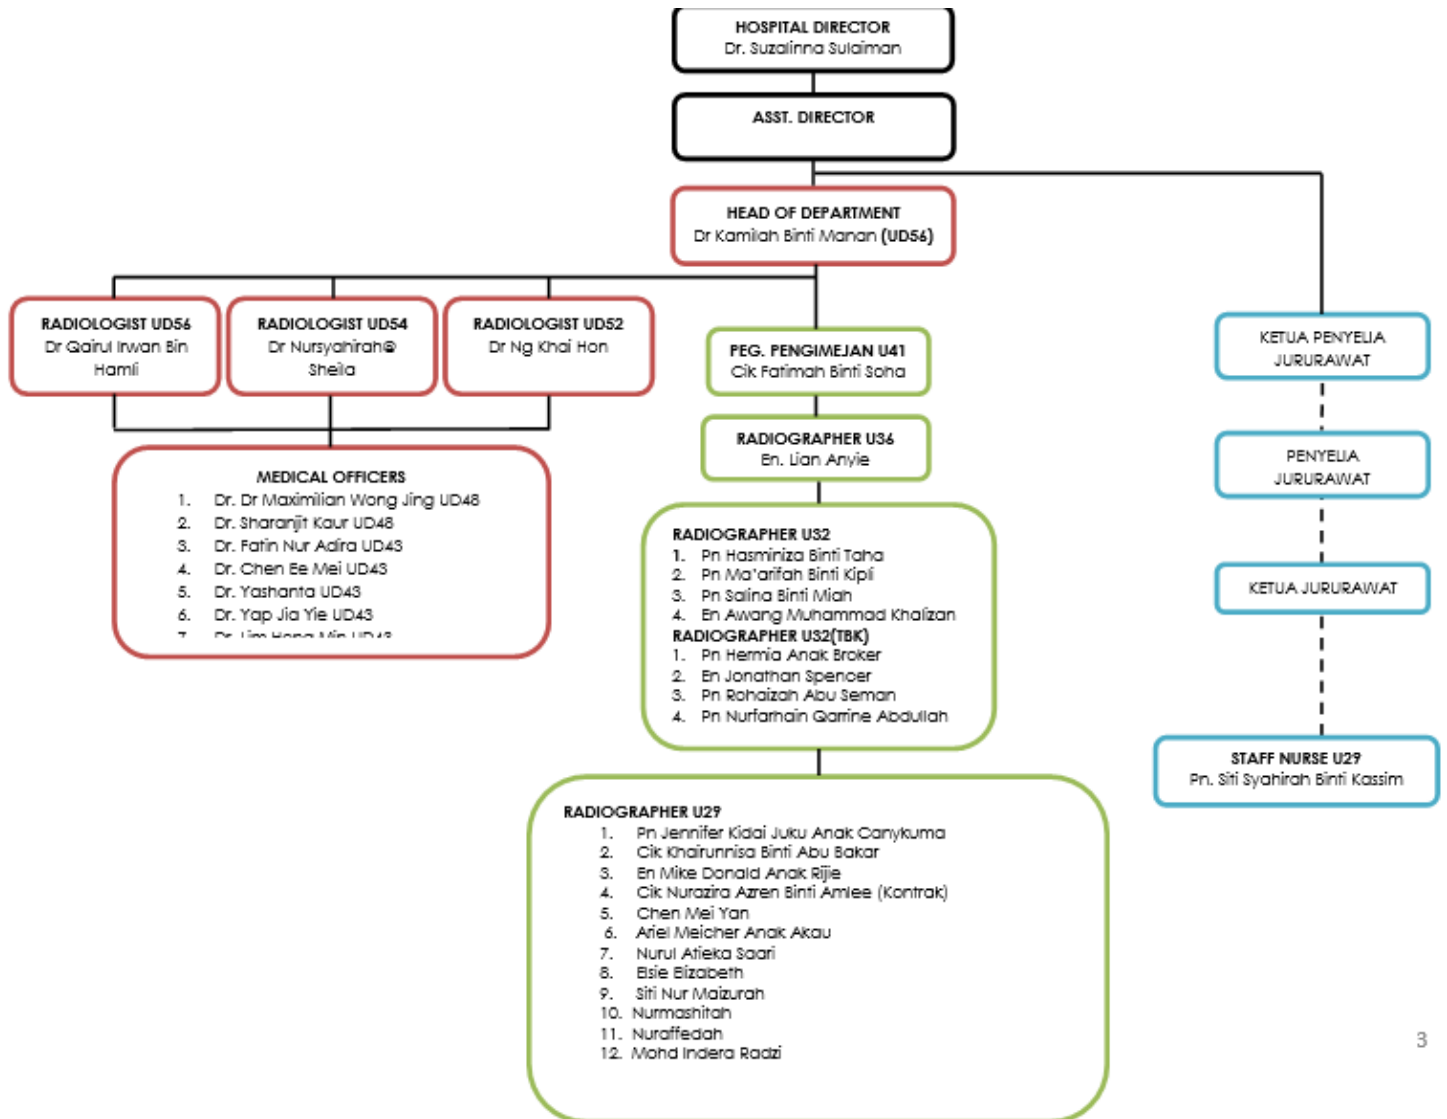 HOSPITAL DIRECTOR
Dr. Suzalinna Sulaiman
ASST. DIRECTOR
HEAD OF DEPARTMENT
Dr Kamilah Binti Manan (UD56)
RADIOLOGIST UD56
Dr Qairul Irwan Bin
Hamli
RADIOLOGIST UD54
Dr Nursyahirah@
Sheila
RADIOLOGIST UD52
Dr Ng Khai Hon
PEG. PENGIMEJAN U41
Cik Fatimah Binti Soha
KETUA PENYELIA
JURURAWAT
RADIOGRAPHER U36
En. Lian Anyie
PENYELIA
JURURAWAT
MEDICAL OFFICERS
1. Dr. Dr Maximilian Wong Jing UD48
2. Dr. Sharanjit Kaur UD48
3. Dr. Fatin Nur Adira UD43
4. Dr. Chen Ee Mei UD43
5. Dr. Yashanta UD43
6. Dr. Yap Jia Yie UD43
7. Dr. Lim Min UD43
RADIOGRAPHER U32
1. Pn Hasminiza Binti Taha
2. Pn Ma'arifah Binti Kipli
3. Pn Salina Binti Miah
4. En Awang Muhammad Khalizan
RADIOGRAPHER U32(TBK)
1. Pn Hermia Anak Broker
2. En Jonathan Spencer
3. Pn Rohaizah Abu Seman
4. Pn Nurfarhain Qarrine Abdullah
KETUA JURURAWAT
STAFF NURSE U29
Pn. Siti Syahirah Binti Kassim
RADIOGRAPHER U29
1. Pn Jennifer Kidai Juku Anak Canykuma
2. Cik Khairunnisa Binti Abu Bakar
3. En Mike Donald Anak Rijie
4. Cik Nurazira Azren Binti Amlee (Kontrak)
5. Chen Mei Yan
6. Ariel Meicher Anak Akau
7. Nurul Atieka Saari
8. Elsie Elizabeth
9. Siti Nur Maizurah
10. Nurmashitah
11. Nuraffedah
12. Mohd Indera Radzi
3